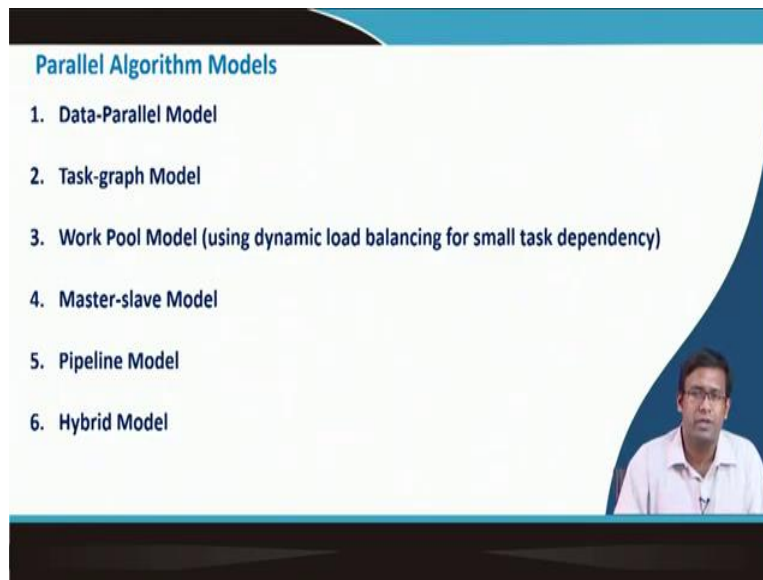 Parallel Algorithm Models
1. Data-Parallel Model
2. Task-graph Model
3. Work Pool Model (using dynamic load balancing for small task dependency)
4. Master-slave Model
5. Pipeline Model
6. Hybrid Model